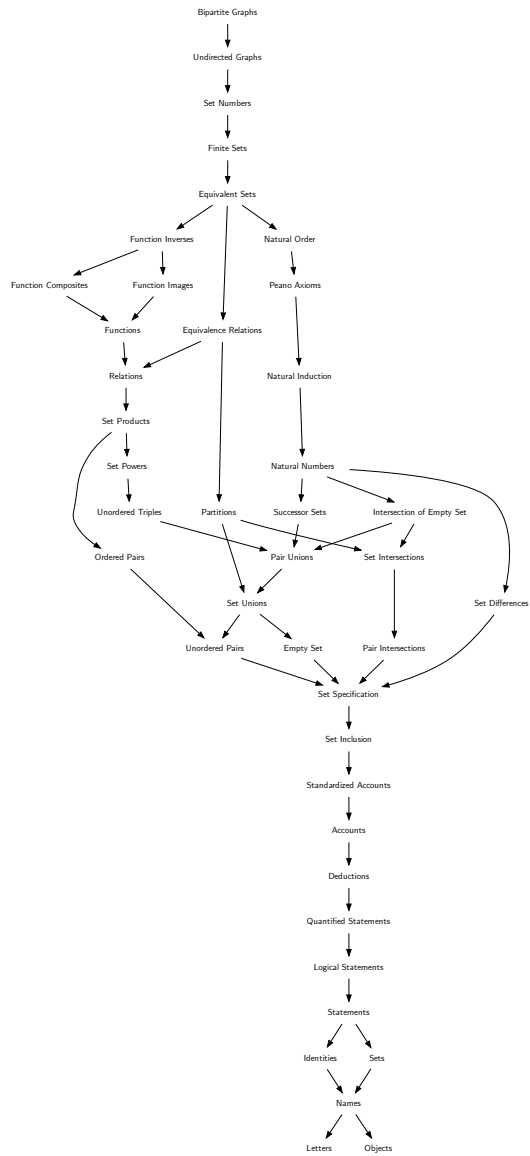 Bipartite Graphs
Undirected Graphs
Set Numbers
Finite Sets
Equivalent Sets
Function Inverses
Natural Order
Function Composites
Function Images
Peano Axioms
Functions
Equivalence Relations
Relations
Natural Induction
Set Products
Set Powers
Natural Numbers
Unordered Triples
Partitions
Successor Sets
Intersection of Empty Set
Ordered Pairs
Pair Unions
Set Intersections
Set Unions
Set Differences
Unordered Pairs
Empty Set
Pair Intersections
Set Specification
Set Inclusion
Standardized Accounts
Accounts
Deductions
Quantified Statements
Logical Statements
Statements
Identities
Sets
Names
Letters
Objects